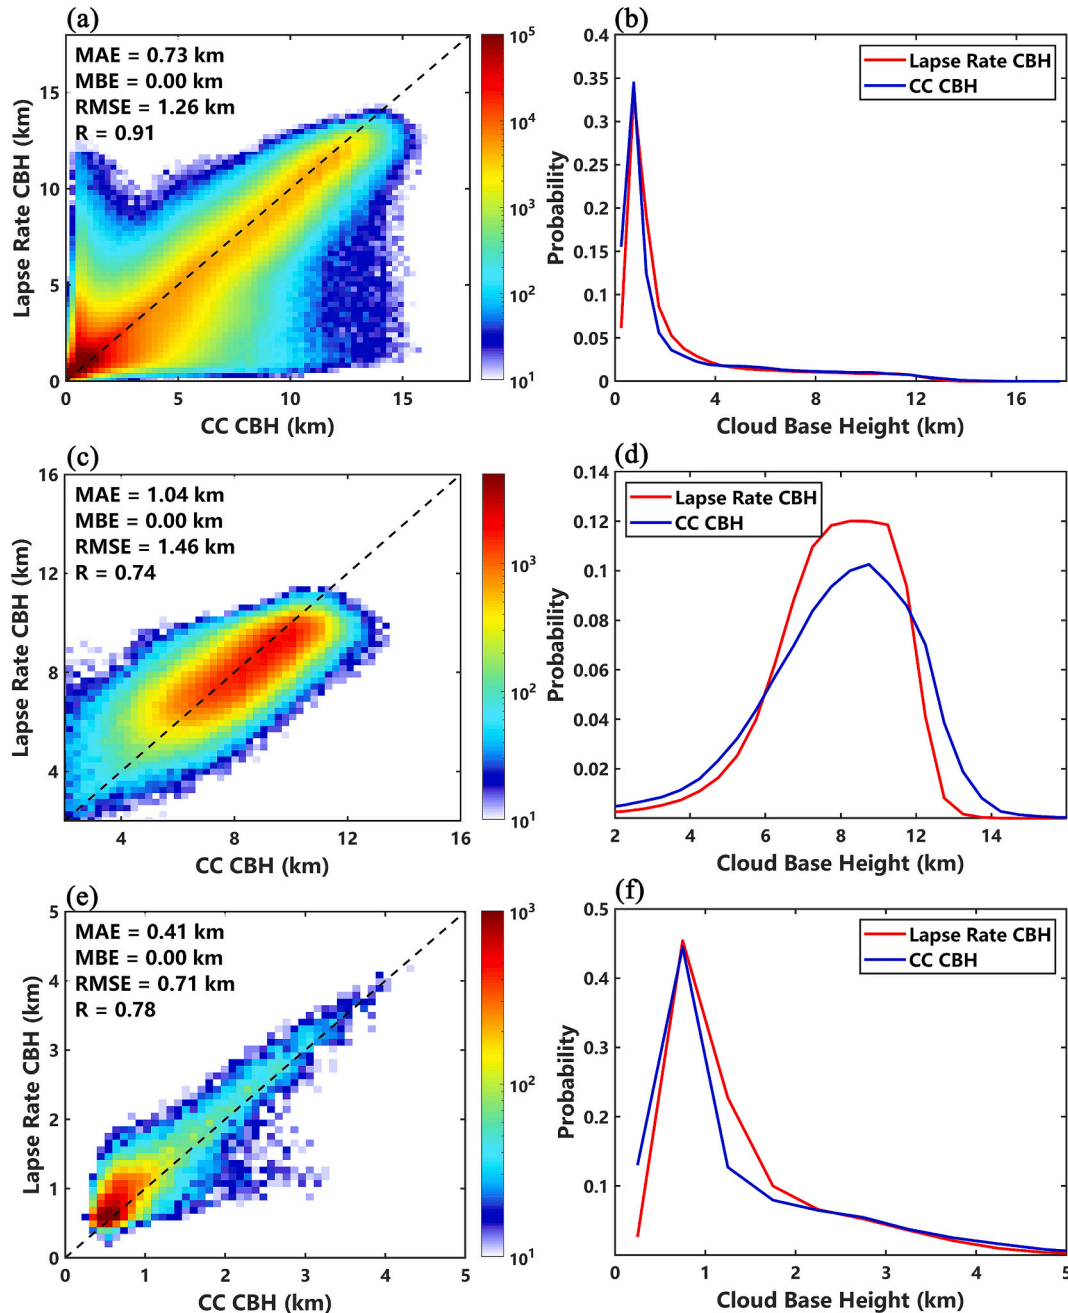 (a)
MAE = 0.73 km
MBE = 0.00 km
RMSE = 1.26 km
R = 0.91
15
10
5
0
0 5 10 15
Lapse Rate CBH (km)
CC CBH (km)
10^5
10^4
10^3
10^2
10^1
(b)
Lapse Rate CBH
CC CBH
0.4
0.35
0.3
0.25
0.2
0.15
0.1
0.05
0
0 4 8 12 16
Probability
Cloud Base Height (km)
(c)
MAE = 1.04 km
MBE = 0.00 km
RMSE = 1.46 km
R = 0.74
16
12
8
4
4 8 12 16
Lapse Rate CBH (km)
CC CBH (km)
10^3
10^2
10^1
(d)
Lapse Rate CBH
CC CBH
0.14
0.12
0.1
0.08
0.06
0.04
0.02
2 4 6 8 12 14
Probability
Cloud Base Height (km)
(e)
MAE = 0.41 km
MBE = 0.00 km
RMSE = 0.71 km
R = 0.78
5
4
3
2
1
0
0 1 2 3 4 5
Lapse Rate CBH (km)
CC CBH (km)
10^3
10^2
10^1
(f)
Lapse Rate CBH
CC CBH
0.5
0.4
0.3
0.2
0.1
0 1 2 3 4 5
Probability
Cloud Base Height (km)